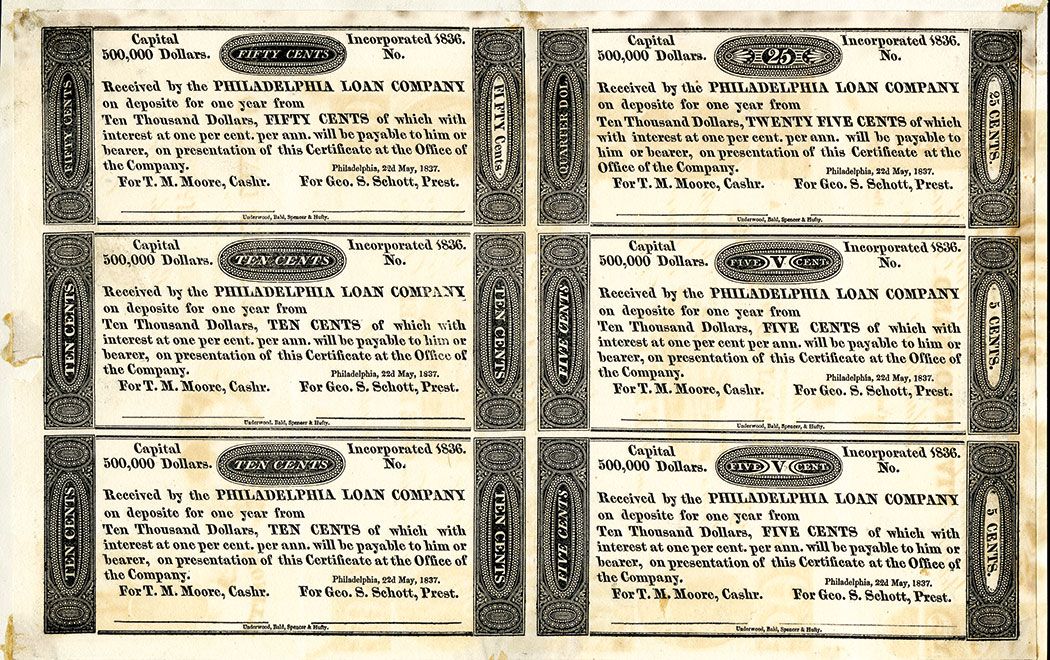 FIFTY CENTS
Capital
500,000 Dollars.
FIFTY CENTS
Incorporated 1836.
No.
Received by the PHILADELPHIA LOAN COMPANY
on deposite for one year from
Ten Thousand Dollars, FIFTY CENTS of which with
interest at one per cent. per ann. will be payable to him or
bearer, on presentation of this Certificate at the Office of
the Company.
Philadelphia, 22d May, 1837.
For T. M. Moore, Cashr.
For Geo. S. Schott, Prest.
Underwood, Bald, Spencer & Hufty.
FIFTY Cents
QUARTER DOLL
Capital
500,000 Dollars.
25
Incorporated 1836.
No.
Received by the PHILADELPHIA LOAN COMPANY
on deposite for one year from
Ten Thousand Dollars, TWENTY FIVE CENTS of which
with interest at one per cent. per ann. will be payable to
him or bearer, on presentation of this Certificate at the
Office of the Company.
Philadelphia, 22d May, 1837.
For T. M. Moore, Cashr.
For Geo. S. Schott, Prest.
Underwood, Bald, Spencer & Hufty.
25 CENTS.
TEN CENTS
Capital
500,000 Dollars.
TEN CENTS
Incorporated 1836.
No.
Received by the PHILADELPHIA LOAN COMPANY
on deposite for one year from
Ten Thousand Dollars, TEN CENTS of which with
interest at one per cent. per ann. will be payable to him or
bearer, on presentation of this Certificate at the Office of
the Company.
Philadelphia, 22d May, 1837.
For T. M. Moore, Cashr.
For Geo. S. Schott, Prest.
Underwood, Bald, Spencer & Hufty.
TEN CENTS
FIVE CENTS
Capital
500,000 Dollars.
FIVE V CENT
Incorporated 1836.
No.
Received by the PHILADELPHIA LOAN COMPANY
on deposite for one year from
Ten Thousand Dollars, FIVE CENTS of which with
interest at one per cent per ann. will be payable to him or
bearer, on presentation of this Certificate at the Office of
the Company.
Philadelphia, 22d May, 1837.
For T. M. Moore, Cashr.
For Geo. S. Schott, Prest.
Underwood, Bald, Spencer, & Hufty.
5 CENTS.
TEN CENTS
Capital
500,000 Dollars.
TEN CENTS
Incorporated 1836.
No.
Received by the PHILADELPHIA LOAN COMPANY
on deposite for one year from
Ten Thousand Dollars, TEN CENTS of which with
interest at one per cent. per ann. will be payable to him or
bearer, on presentation of this Certificate at the Office of
the Company.
Philadelphia, 22d May, 1837.
For T. M. Moore, Cashr.
For Geo. S. Schott, Prest.
Underwood, Bald, Spencer & Hufty.
TEN CENTS
FIVE CENTS
Capital
500,000 Dollars.
FIVE V CENT
Incorporated 1836.
No.
Received by the PHILADELPHIA LOAN COMPANY
on deposite for one year from
Ten Thousand Dollars, FIVE CENTS of which with
interest at one per cent. per ann. will be payable to him or
bearer, on presentation of this Certificate at the Office of
the Company.
Philadelphia, 22d May, 1837.
For T. M. Moore, Cashr.
For Geo. S. Schott, Prest.
Underwood, Bald, Spencer & Hufty.
5 CENTS.